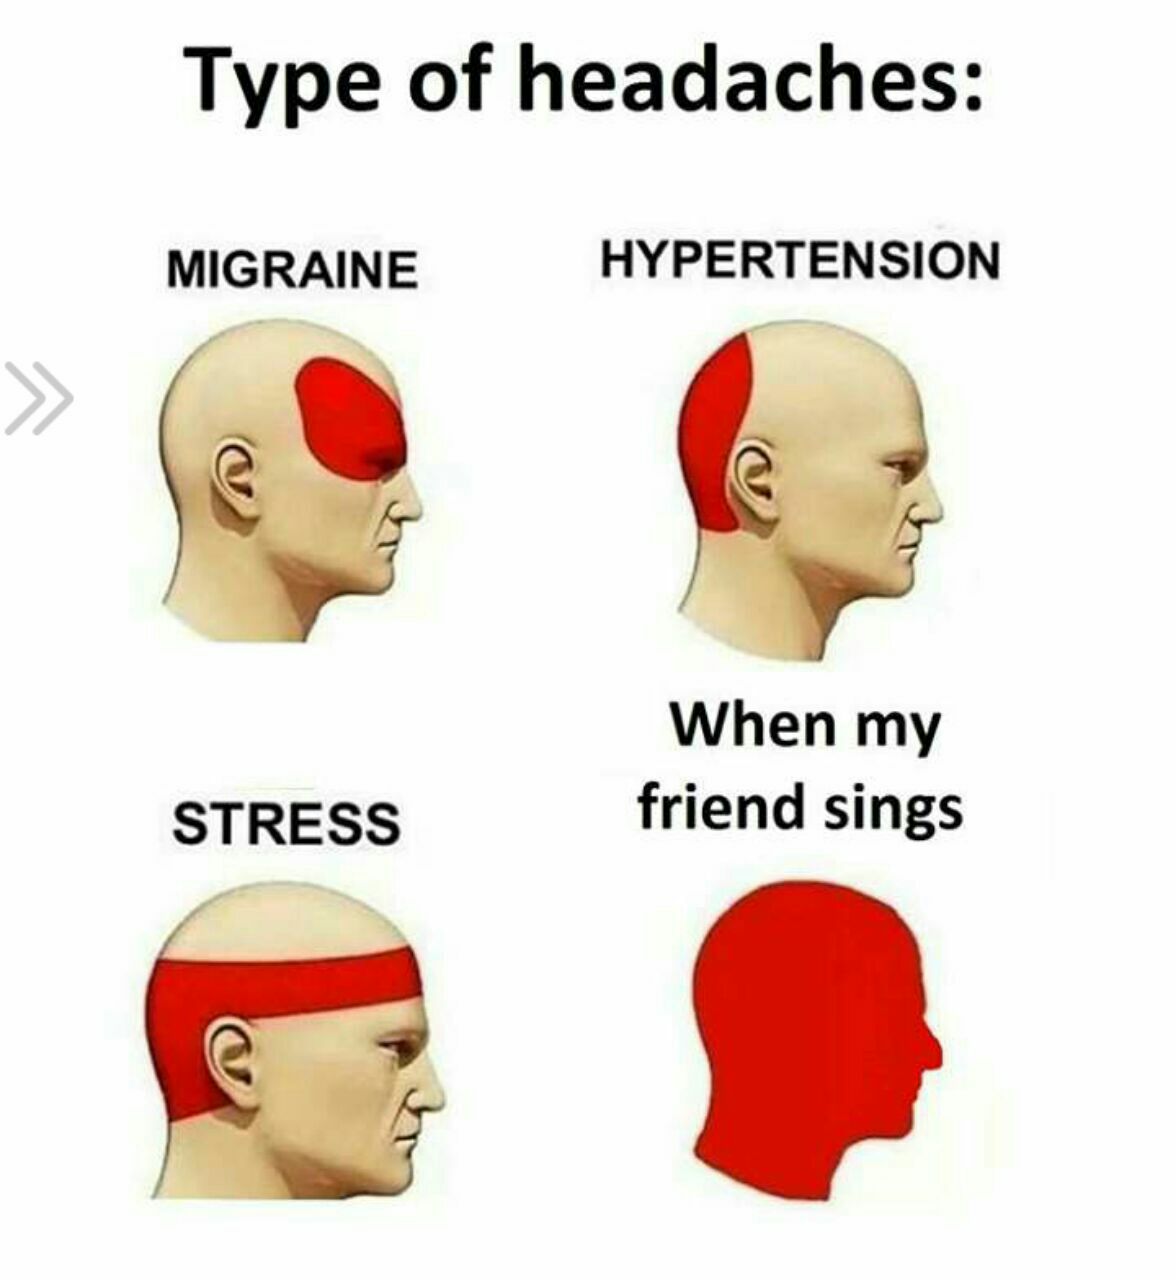 Type of headaches:
MIGRAINE
HYPERTENSION
STRESS
When my
friend sings